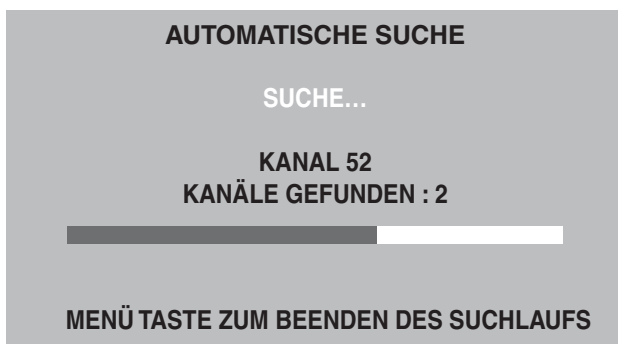 AUTOMATISCHE SUCHE
SUCHE...
KANAL 52
KANÄLE GEFUNDEN : 2
MENÜ TASTE ZUM BEENDEN DES SUCHLAUFS